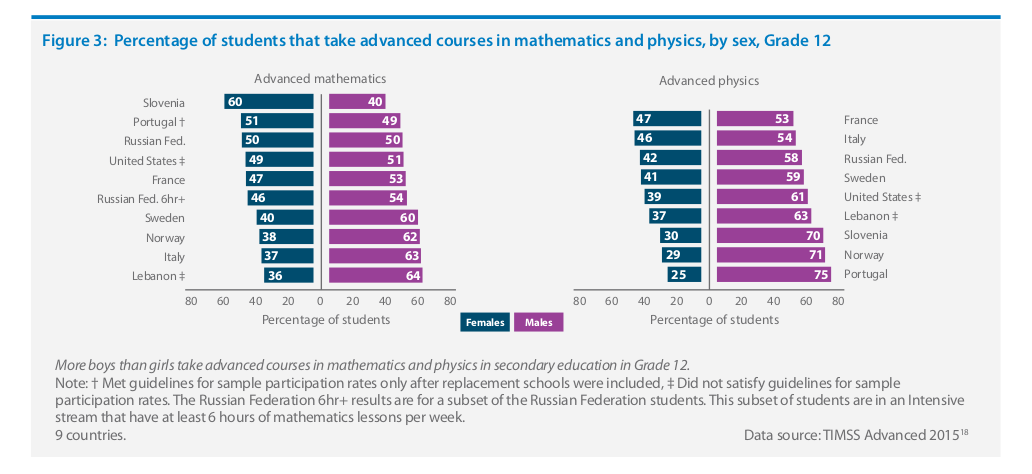 Figure 3: Percentage of students that take advanced courses in mathematics and physics, by sex, Grade 12
Advanced mathematics
Slovenia 60 40
Portugal † 51 49
Russian Fed. 50 50
United States ‡ 49 51
France 47 53
Russian Fed. 6hr+ 46 54
Sweden 40 60
Norway 38 62
Italy 37 63
Lebanon ‡ 36 64
80 60 40 20 0 20 40 60 80
Percentage of students
Advanced physics
47 53 France
46 54 Italy
42 58 Russian Fed.
41 59 Sweden
39 61 United States ‡
37 63 Lebanon ‡
30 70 Slovenia
29 71 Norway
25 75 Portugal
80 60 40 20 0 20 40 60 80
Percentage of students
Females Males
More boys than girls take advanced courses in mathematics and physics in secondary education in Grade 12.
Note: † Met guidelines for sample participation rates only after replacement schools were included, ‡ Did not satisfy guidelines for sample
participation rates. The Russian Federation 6hr+ results are for a subset of the Russian Federation students. This subset of students are in an Intensive
stream that have at least 6 hours of mathematics lessons per week.
9 countries. Data source: TIMSS Advanced 2015¹⁸